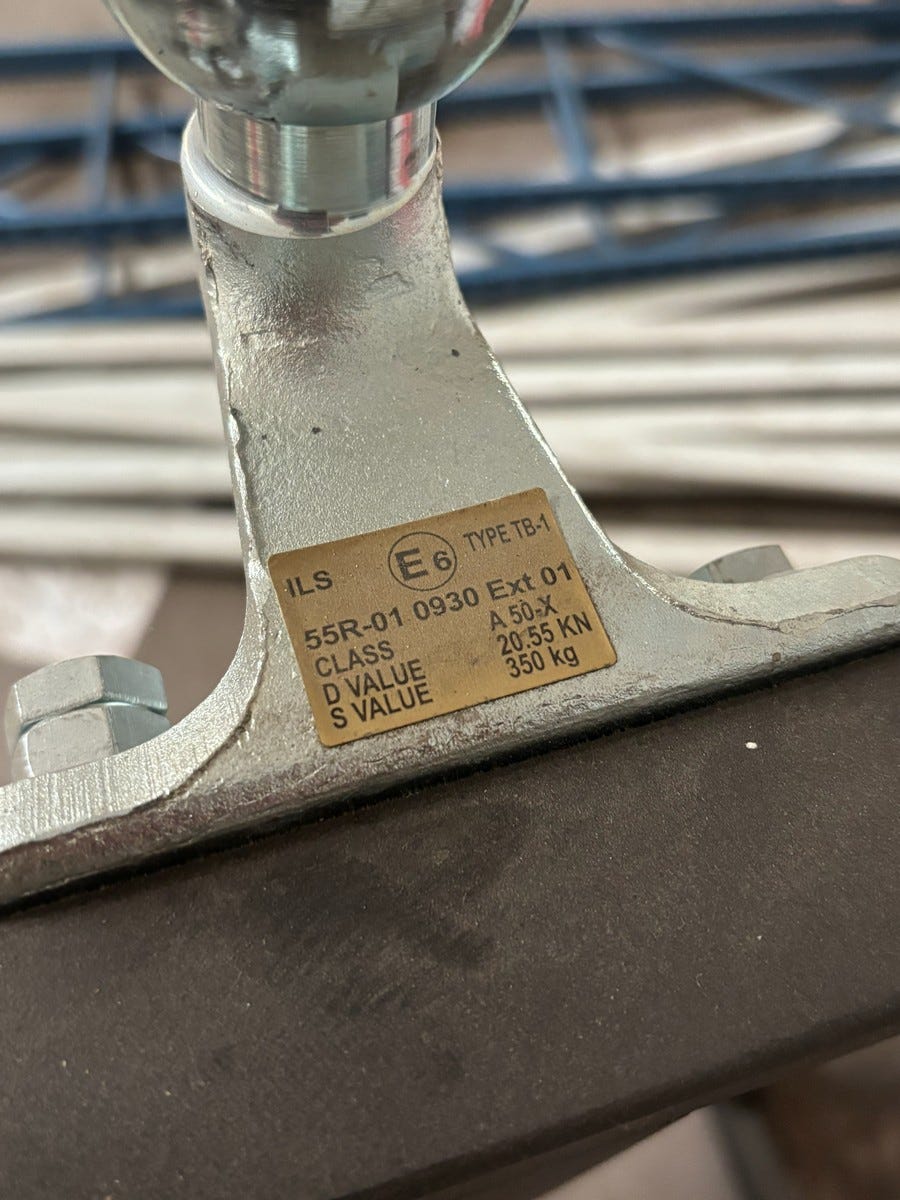 ILS E6 TYPE TB-1
55R-01 0930 Ext 01
CLASS A 50-X
D VALUE 20.55 KN
S VALUE 350 kg